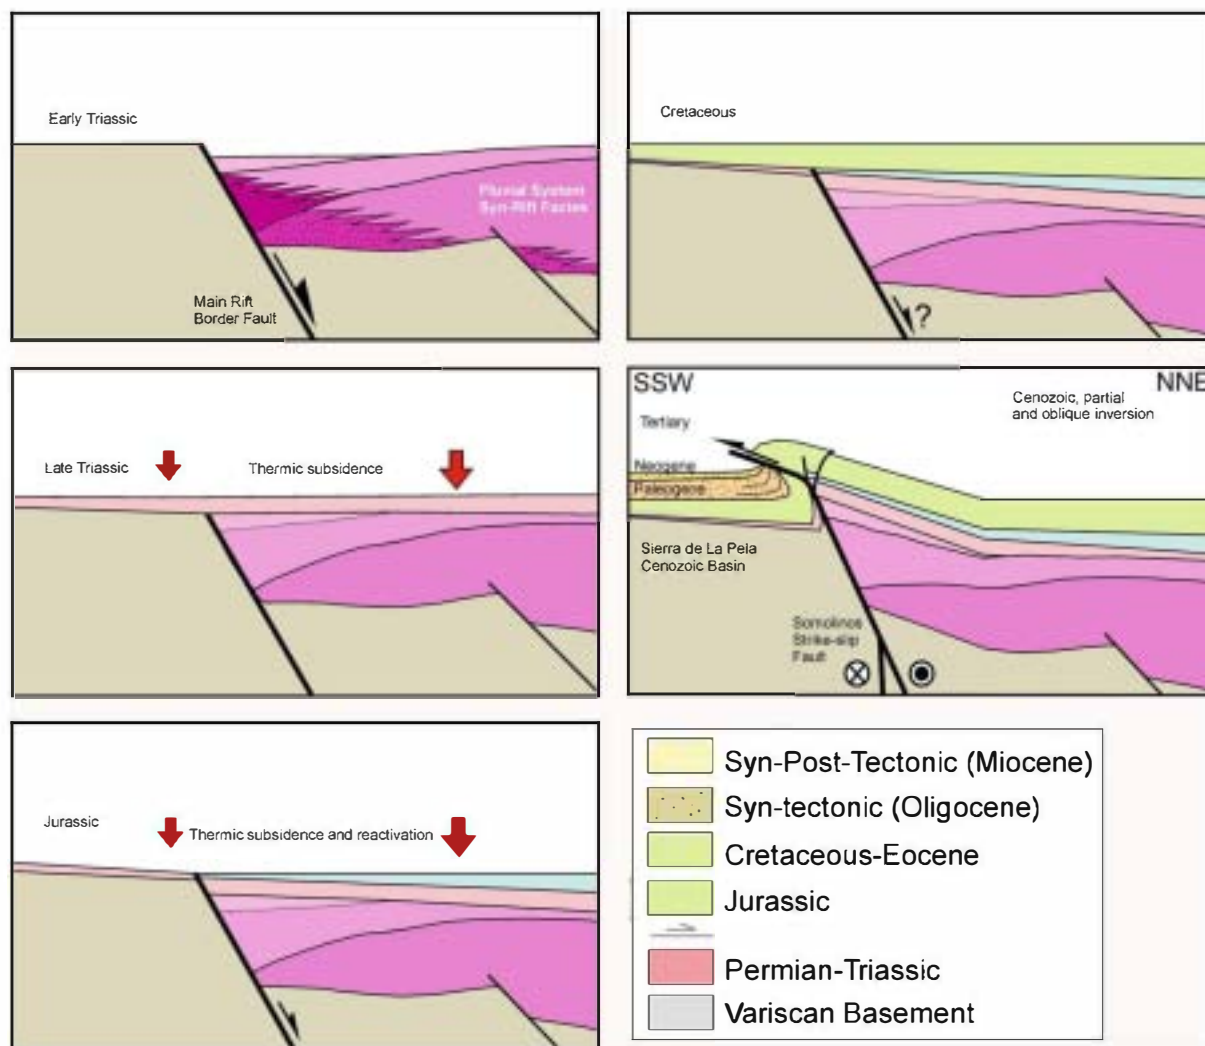 Early Triassic
Fluvial System
Syn-Rift Facies
Main Rift
Border Fault
Cretaceous
?
Late Triassic
Thermic subsidence
SSW
NNE
Cenozoic, partial
and oblique inversion
Tertiary
Neogene
Paleogene
Sierra de La Pela
Cenozoic Basin
Somolinos
Strike-slip
Fault
Jurassic
Thermic subsidence and reactivation
Syn-Post-Tectonic (Miocene)
Syn-tectonic (Oligocene)
Cretaceous-Eocene
Jurassic
Permian-Triassic
Variscan Basement